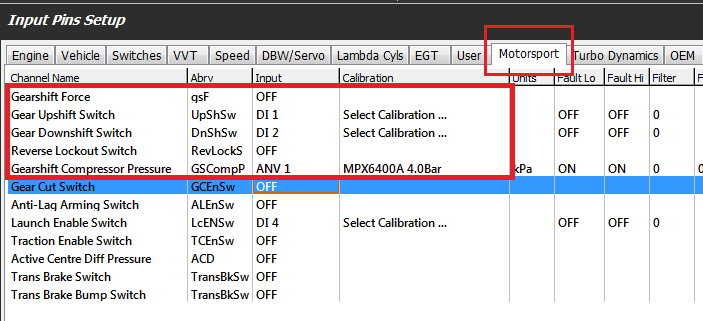 Input Pins Setup
Engine Vehicle Switches VVT Speed DBW/Servo Lambda Cyls EGT User Motorsport Turbo Dynamics OEM
Channel Name Abrv Input Calibration Units Fault Lo Fault Hi Filter F
Gearshift Force gsF OFF
Gear Upshift Switch UpShSw DI 1 Select Calibration ... OFF OFF 0
Gear Downshift Switch DnShSw DI 2 Select Calibration ... OFF OFF 0
Reverse Lockout Switch RevLockS OFF
Gearshift Compressor Pressure GSCompP ANV 1 MPX6400A 4.0Bar kPa ON ON 0 0
Gear Cut Switch GCEnSw OFF
Anti-Lag Arming Switch ALEnSw OFF
Launch Enable Switch LcENSw DI 4 Select Calibration ... OFF OFF 0
Traction Enable Switch TCEnSw OFF
Active Centre Diff Pressure ACD OFF
Trans Brake Switch TransBkSw OFF
Trans Brake Bump Switch TransBkSw OFF